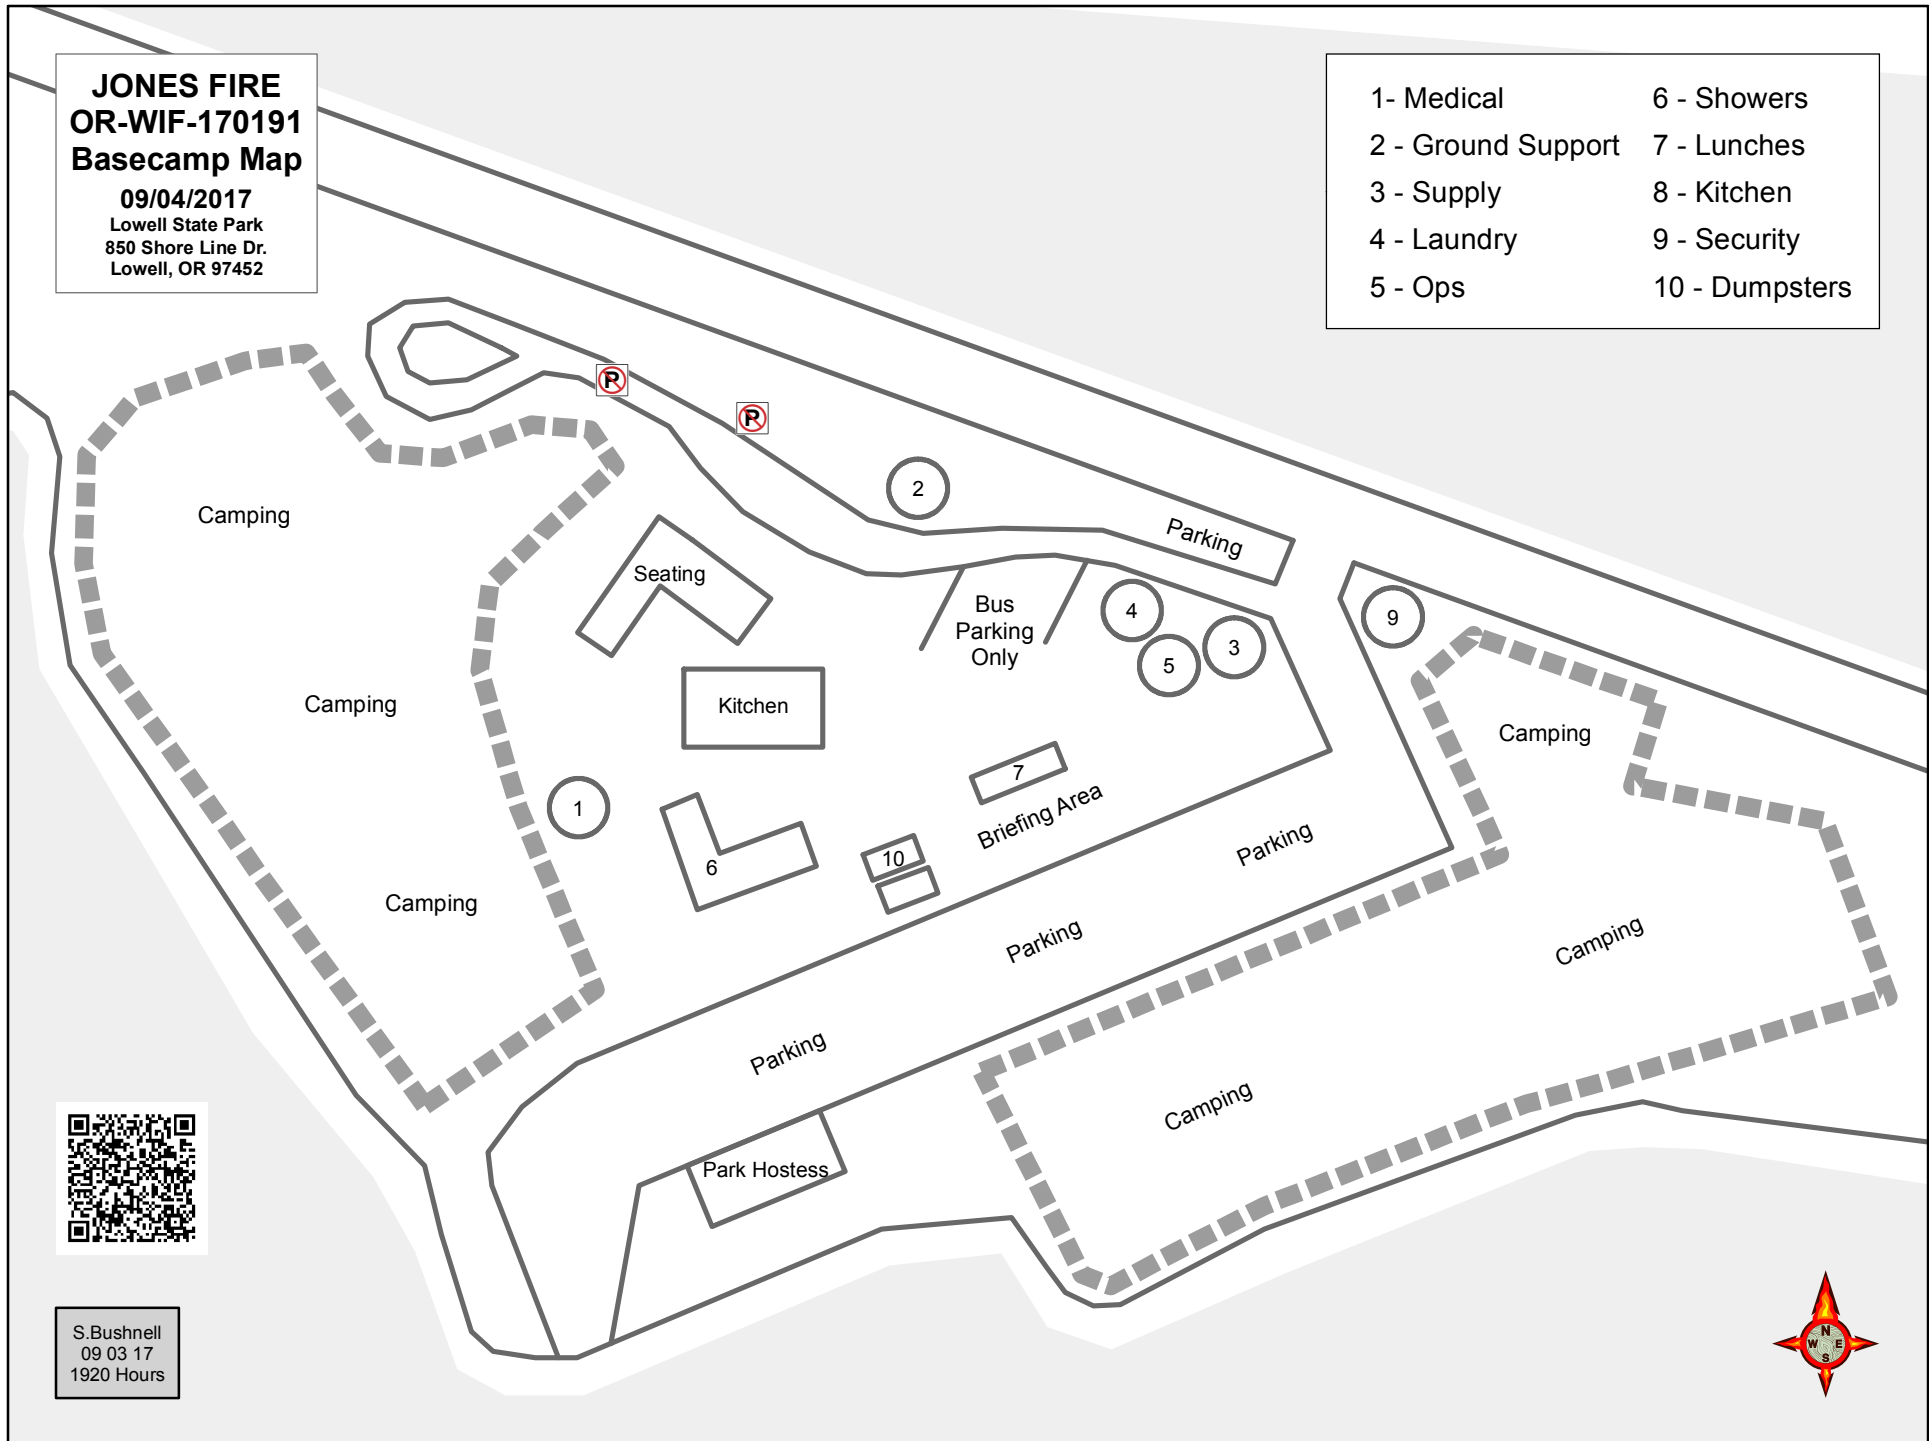 JONES FIRE
OR-WIF-170191
Basecamp Map
09/04/2017
Lowell State Park
850 Shore Line Dr.
Lowell, OR 97452
1- Medical
2 - Ground Support
3 - Supply
4 - Laundry
5 - Ops
6 - Showers
7 - Lunches
8 - Kitchen
9 - Security
10 - Dumpsters
P
P
2
Parking
Camping
Seating
Bus
Parking
Only
4
3
5
9
Camping
Kitchen
Camping
7
Briefing Area
1
6
10
Parking
Camping
Parking
Camping
Parking
Camping
Park Hostess
S.Bushnell
09 03 17
1920 Hours
N
W E
S